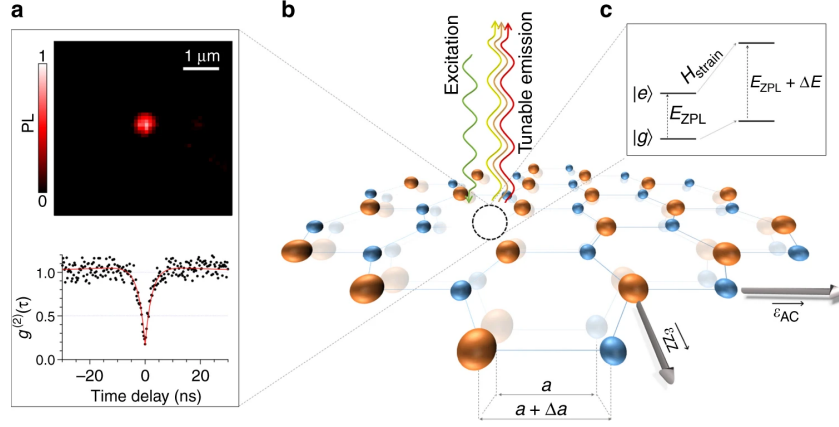 a
1 μm
1
PL
0
g(2)(τ)
1.0
0.5
0.0
−20
0
20
Time delay (ns)
b
Excitation
Tunable emission
εAC
εZZ
a
a + Δa
c
Hstrain
|e⟩
EZPL
EZPL + ΔE
|g⟩